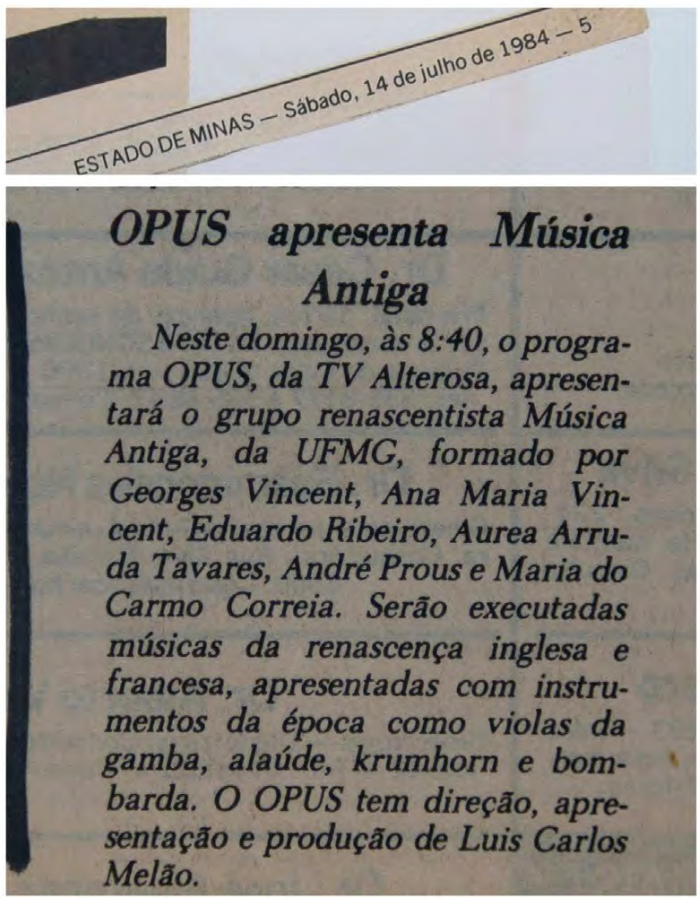 ESTADO DE MINAS — Sábado, 14 de julho de 1984 — 5
OPUS apresenta Música
Antiga
Neste domingo, às 8:40, o progra-
ma OPUS, da TV Alterosa, apresen-
tará o grupo renascentista Música
Antiga, da UFMG, formado por
Georges Vincent, Ana Maria Vin-
cent, Eduardo Ribeiro, Aurea Arru-
da Tavares, André Prous e Maria do
Carmo Correia. Serão executadas
músicas da renascença inglesa e
francesa, apresentadas com instru-
mentos da época como violas da
gamba, alaúde, krumhorn e bom-
barda. O OPUS tem direção, apre-
sentação e produção de Luis Carlos
Melão.